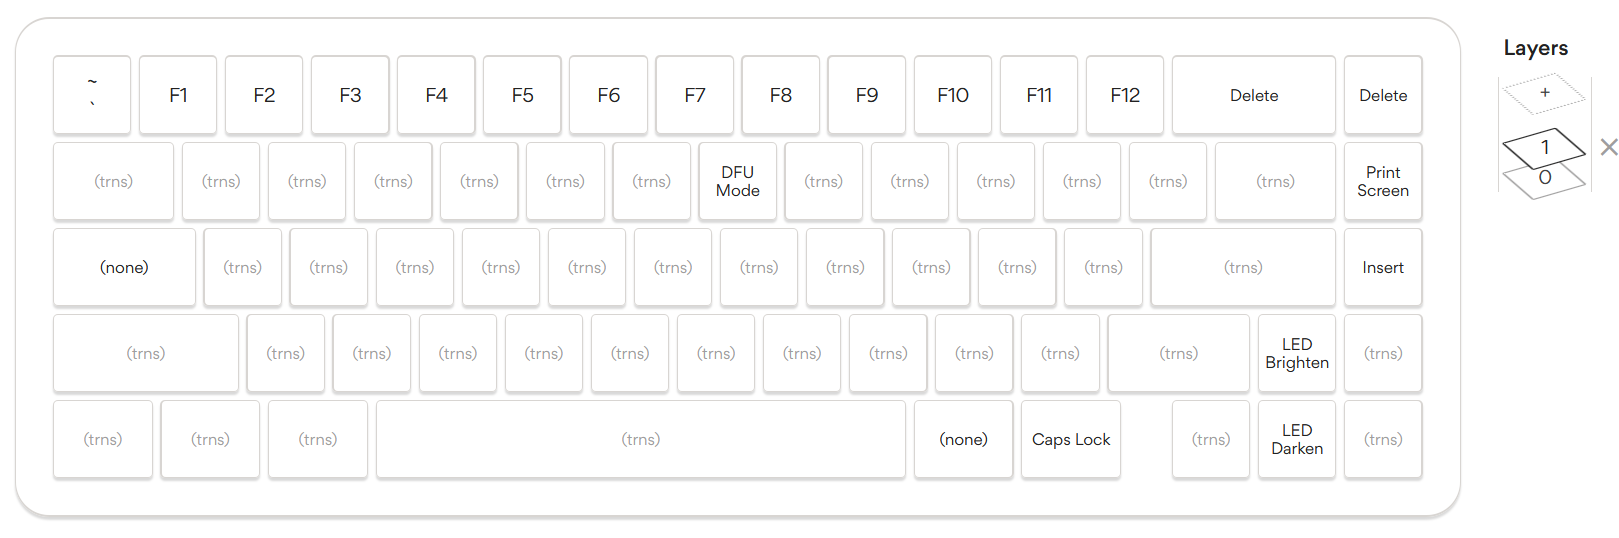 Layers
~
`
F1 F2 F3 F4 F5 F6 F7 F8 F9 F10 F11 F12 Delete Delete
+
(trns) (trns) (trns) (trns) (trns) (trns) (trns) DFU Mode (trns) (trns) (trns) (trns) (trns) (trns) Print Screen
1 ×
0
(none) (trns) (trns) (trns) (trns) (trns) (trns) (trns) (trns) (trns) (trns) (trns) (trns) Insert
(trns) (trns) (trns) (trns) (trns) (trns) (trns) (trns) (trns) (trns) (trns) (trns) LED Brighten (trns)
(trns) (trns) (trns) (trns) (none) Caps Lock (trns) LED Darken (trns)